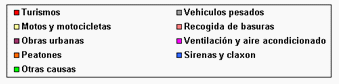 Turismos
Motos y motocicletas
Obras urbanas
Peatones
Otras causas
Vehículos pesados
Recogida de basuras
Ventilación y aire acondicionado
Sirenas y claxon